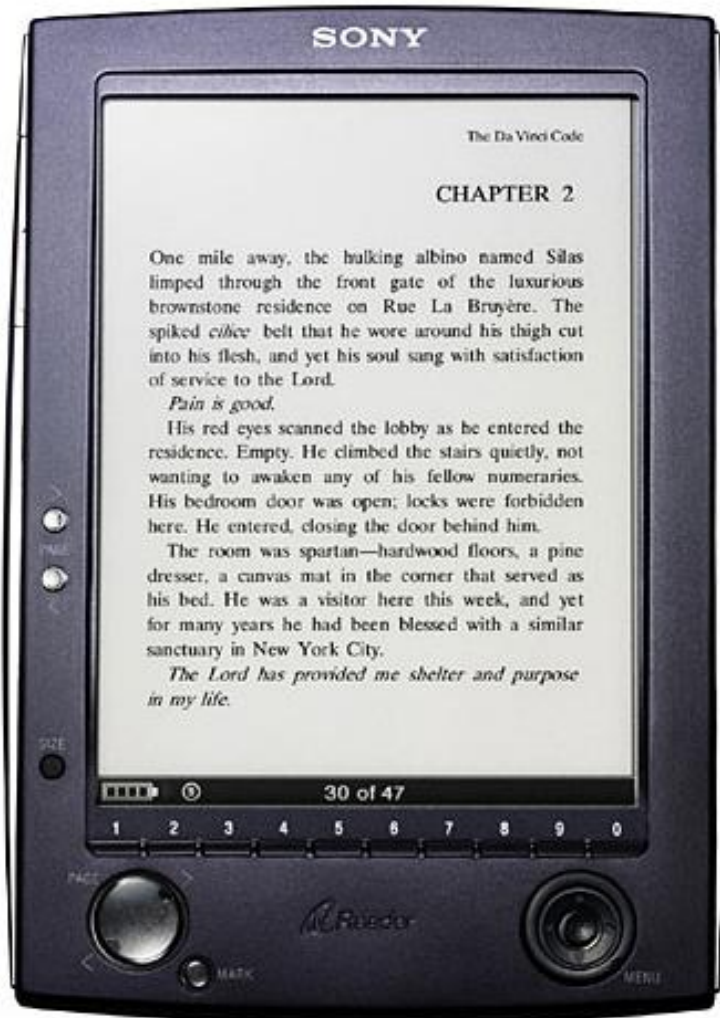 SONY
The Da Vinci Code
CHAPTER 2
One mile away, the hulking albino named Silas
limped through the front gate of the luxurious
brownstone residence on Rue La Bruyère. The
spiked cilice belt that he wore around his thigh cut
into his flesh, and yet his soul sang with satisfaction
of service to the Lord.
Pain is good.
His red eyes scanned the lobby as he entered the
residence. Empty. He climbed the stairs quietly, not
wanting to awaken any of his fellow numeraries.
His bedroom door was open; locks were forbidden
here. He entered, closing the door behind him.
The room was spartan—hardwood floors, a pine
dresser, a canvas mat in the corner that served as
his bed. He was a visitor here this week, and yet
for many years he had been blessed with a similar
sanctuary in New York City.
The Lord has provided me shelter and purpose
in my life.
PAGE
SIZE
30 of 47
1 2 3 4 5 6 7 8 9 0
PAGE
Reader
MARK
MENU